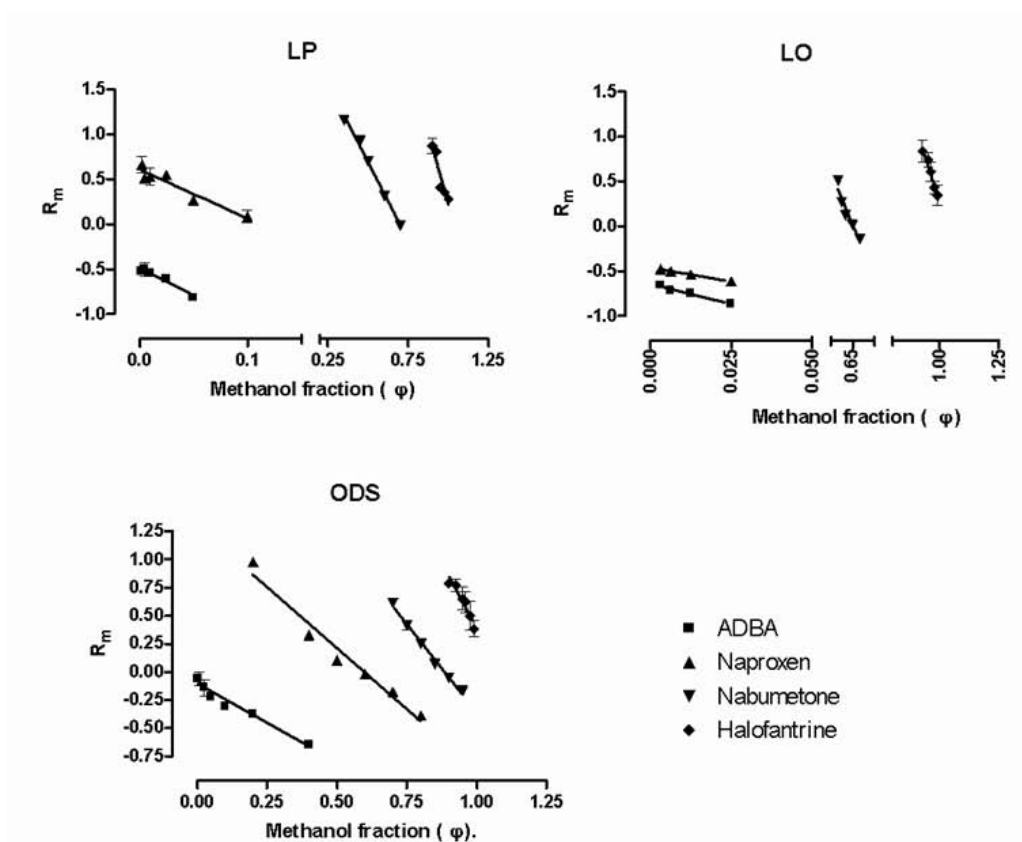 LP
1.5
1.0
0.5
0.0
-0.5
-1.0
Rm
0.0
0.1
0.25
0.75
1.25
Methanol fraction ( φ)
LO
1.5
1.0
0.5
0.0
-0.5
-1.0
Rm
0.000
0.025
0.050
0.65
1.00
1.25
Methanol fraction ( φ)
ODS
1.25
1.00
0.75
0.50
0.25
0.00
-0.25
-0.50
-0.75
Rm
0.00
0.25
0.50
0.75
1.00
1.25
Methanol fraction ( φ).
ADBA
Naproxen
Nabumetone
Halofantrine